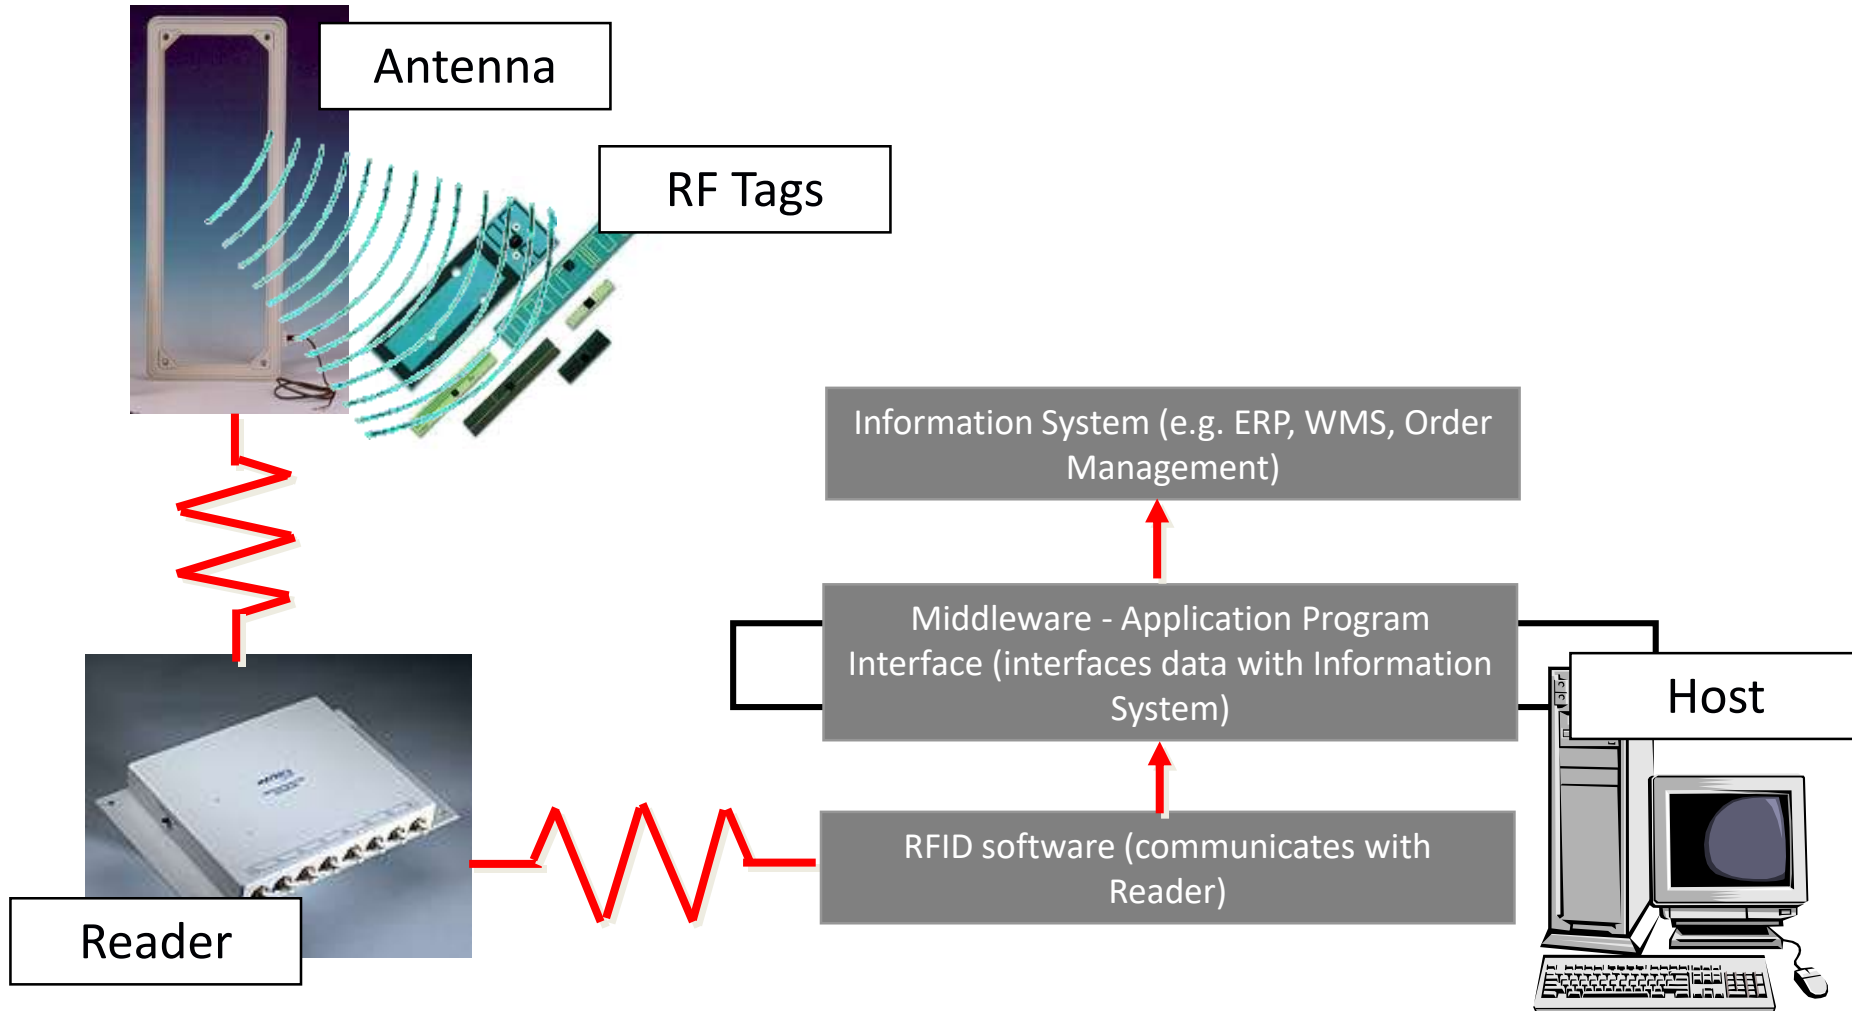 Antenna
RF Tags
Information System (e.g. ERP, WMS, Order
Management)
Middleware - Application Program
Interface (interfaces data with Information
System)
Host
RFID software (communicates with
Reader)
Reader